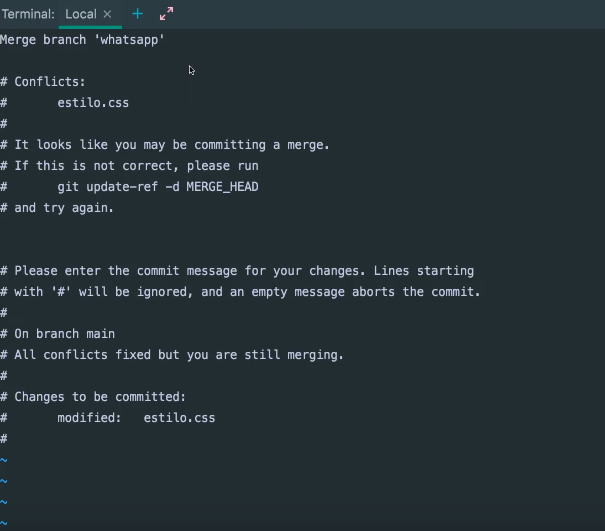 Terminal: Local × +
Merge branch 'whatsapp'
# Conflicts:
#       estilo.css
#
# It looks like you may be committing a merge.
# If this is not correct, please run
#       git update-ref -d MERGE_HEAD
# and try again.
# Please enter the commit message for your changes. Lines starting
# with '#' will be ignored, and an empty message aborts the commit.
#
# On branch main
# All conflicts fixed but you are still merging.
#
# Changes to be committed:
#       modified:   estilo.css
#
~
~
~
~